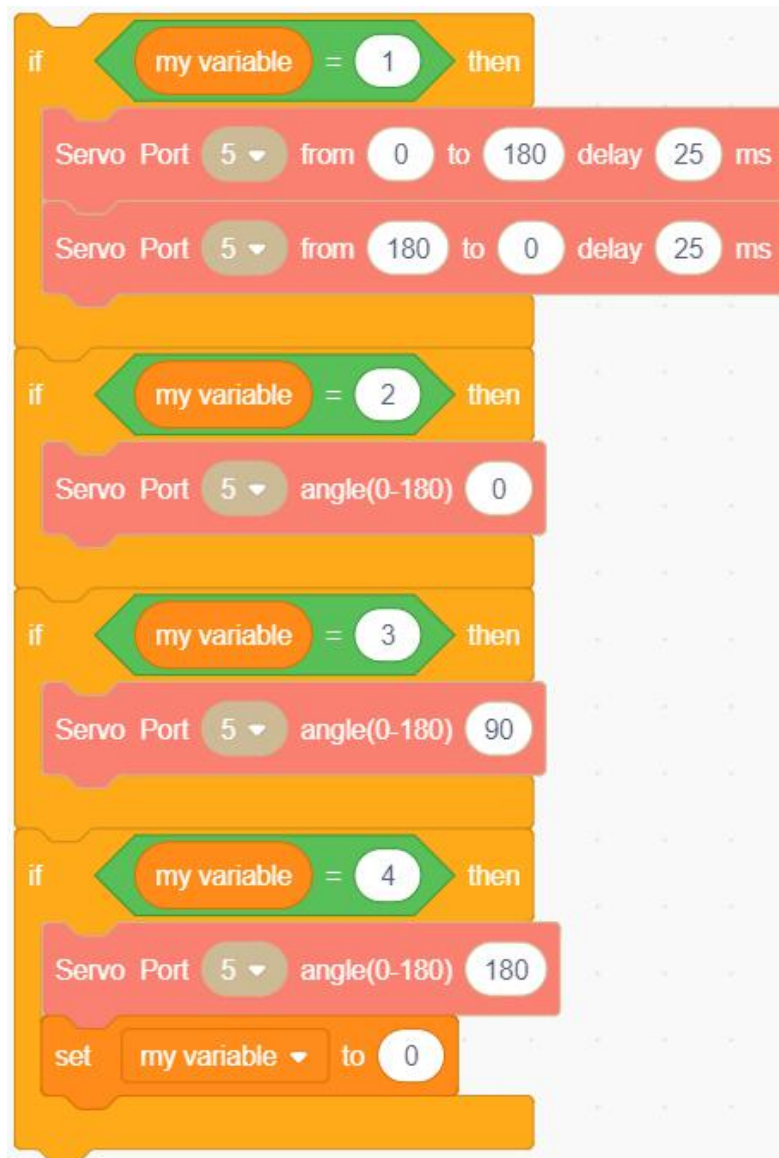 if my variable = 1 then
Servo Port 5 from 0 to 180 delay 25 ms
Servo Port 5 from 180 to 0 delay 25 ms
if my variable = 2 then
Servo Port 5 angle(0-180) 0
if my variable = 3 then
Servo Port 5 angle(0-180) 90
if my variable = 4 then
Servo Port 5 angle(0-180) 180
set my variable to 0